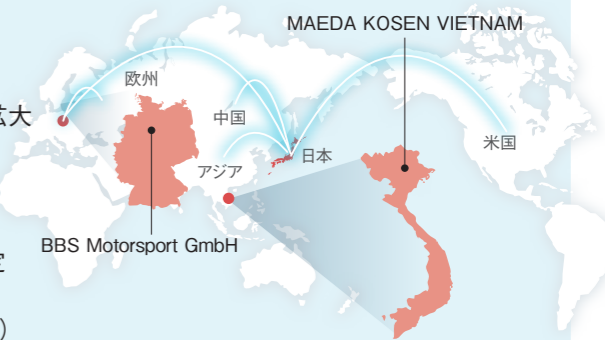 MAEDA KOSEN VIETNAM
欧州
拡大
中国
米国
アジア
日本
BBS Motorsport GmbH
)